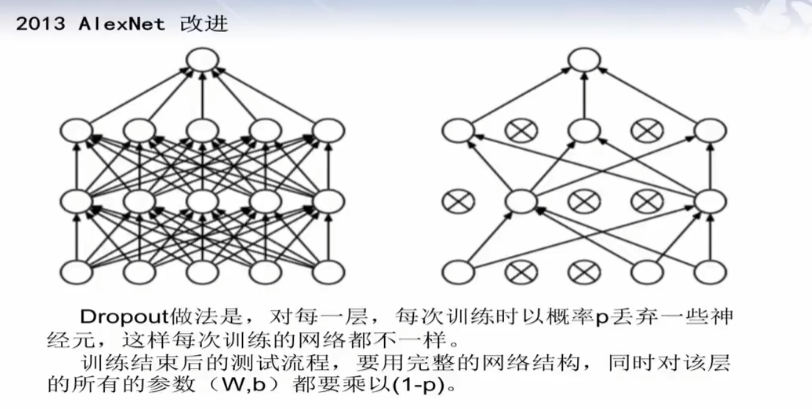 2013 AlexNet 改进
Dropout做法是，对每一层，每次训练时以概率p丢弃一些神
经元，这样每次训练的网络都不一样。
训练结束后的测试流程，要用完整的网络结构，同时对该层
的所有的参数（W,b）都要乘以(1-p)。